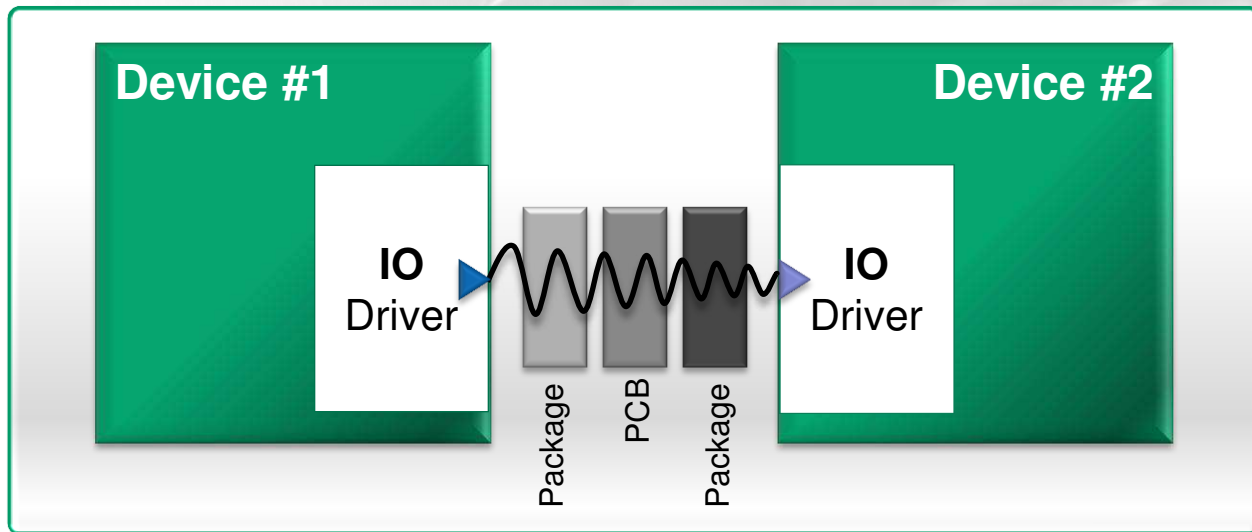 Device #1
Device #2
IO
Driver
IO
Driver
Package
PCB
Package